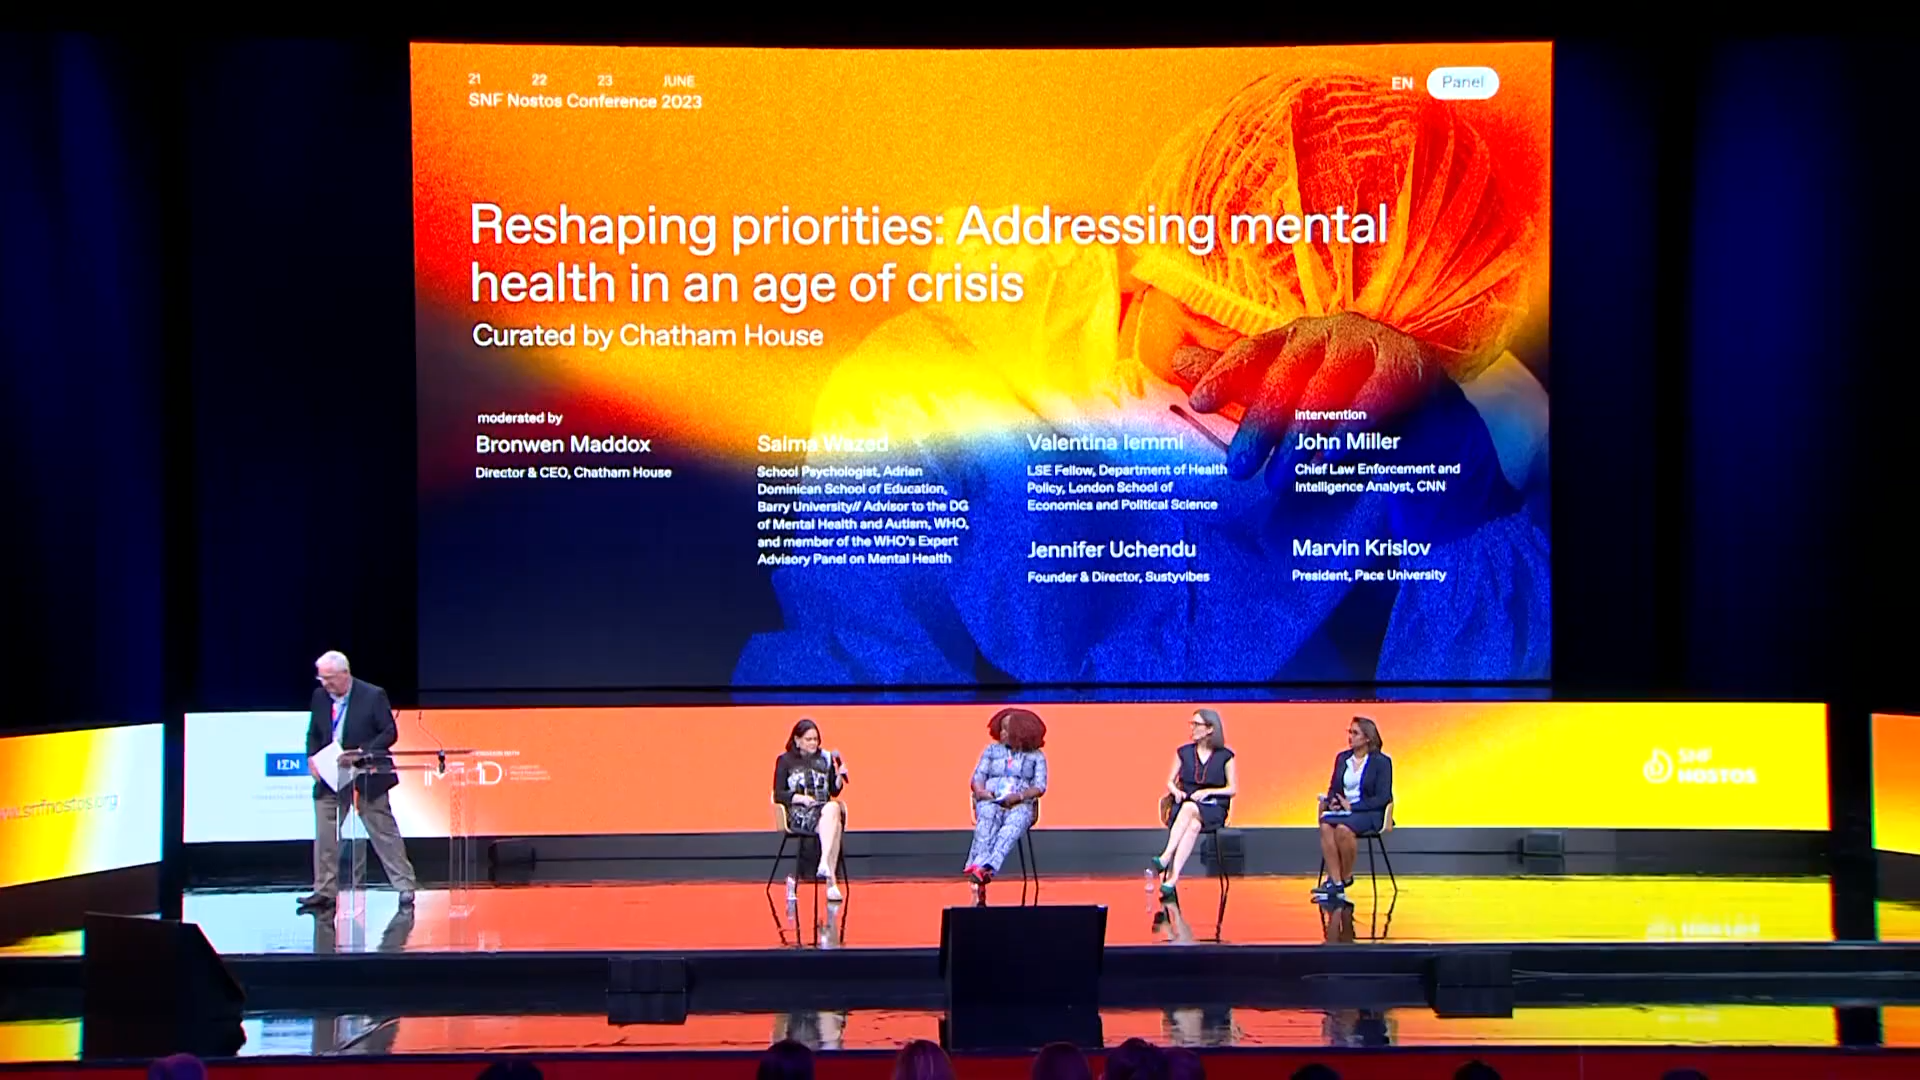 21 22 23 JUNE
SNF Nostos Conference 2023
EN Panel
Reshaping priorities: Addressing mental
health in an age of crisis
Curated by Chatham House
moderated by
Bronwen Maddox
Director & CEO, Chatham House
Saima Wazed
School Psychologist, Adrian
Dominican School of Education,
Barry University// Advisor to the DG
of Mental Health and Autism, WHO,
and member of the WHO's Expert
Advisory Panel on Mental Health
Valentina Iemmi
LSE Fellow, Department of Health
Policy, London School of
Economics and Political Science
Jennifer Uchendu
Founder & Director, Sustyvibes
intervention
John Miller
Chief Law Enforcement and
Intelligence Analyst, CNN
Marvin Krislov
President, Pace University
www.snfnostos.org
ΙΣΝ
SNF
NOSTOS